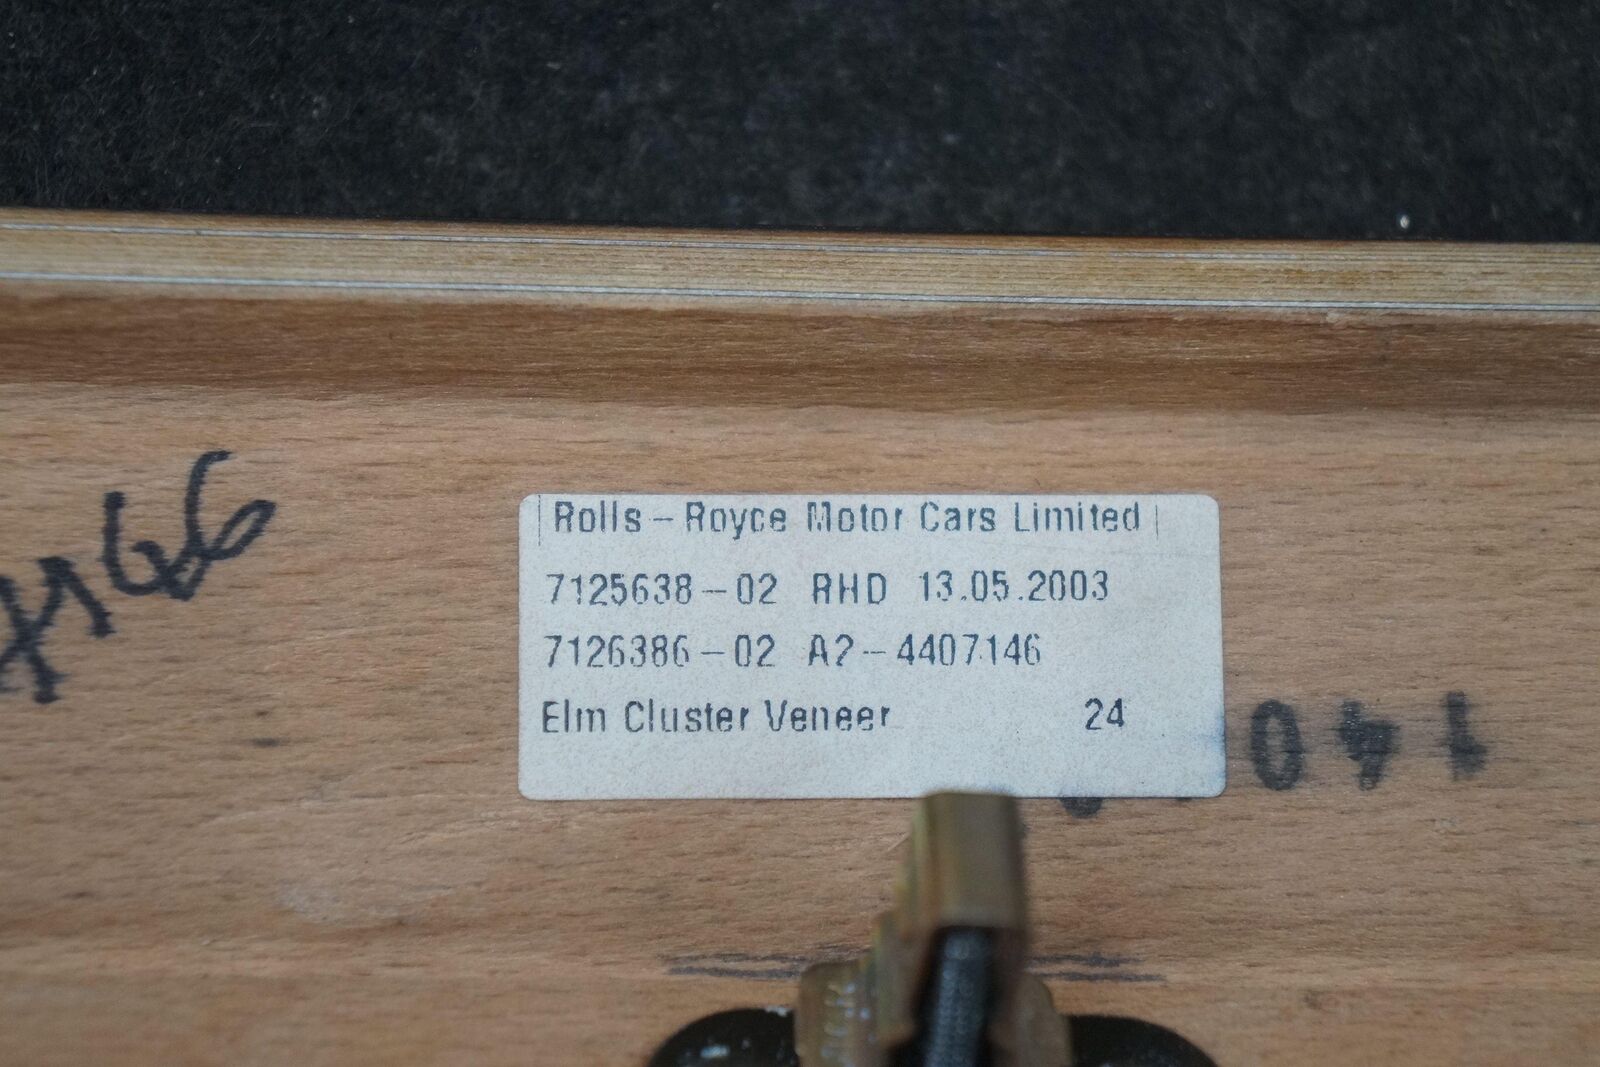 Rolls - Royce Motor Cars Limited
7125638-02 RHD 13.05.2003
7126386-02 A2-4407146
Elm Cluster Veneer 24
140